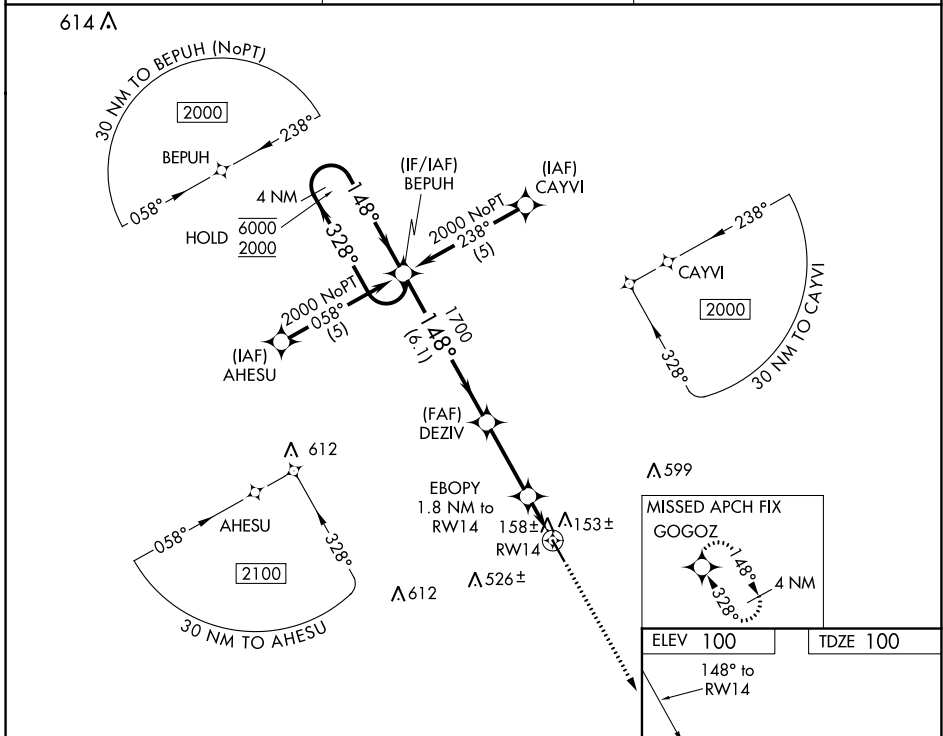 614
30 NM TO BEPUH (NoPT)
2000
238°
BEPUH
058°
4 NM
HOLD
6000
2000
148°
328°
(IF/IAF)
BEPUH
(IAF)
CAYVI
2000 NoPT
238°
(5)
2000 NoPT
058°
(5)
(IAF)
AHESU
1700
148°
(6.1)
238°
CAYVI
2000
328°
30 NM TO CAYVI
(FAF)
DEZIV
612
AHESU
058°
328°
2100
30 NM TO AHESU
EBOPY
1.8 NM to
RW14
158±
153±
RW14
526±
612
599
MISSED APCH FIX
GOGOZ
148°
328°
4 NM
ELEV 100
TDZE 100
148° to
RW14